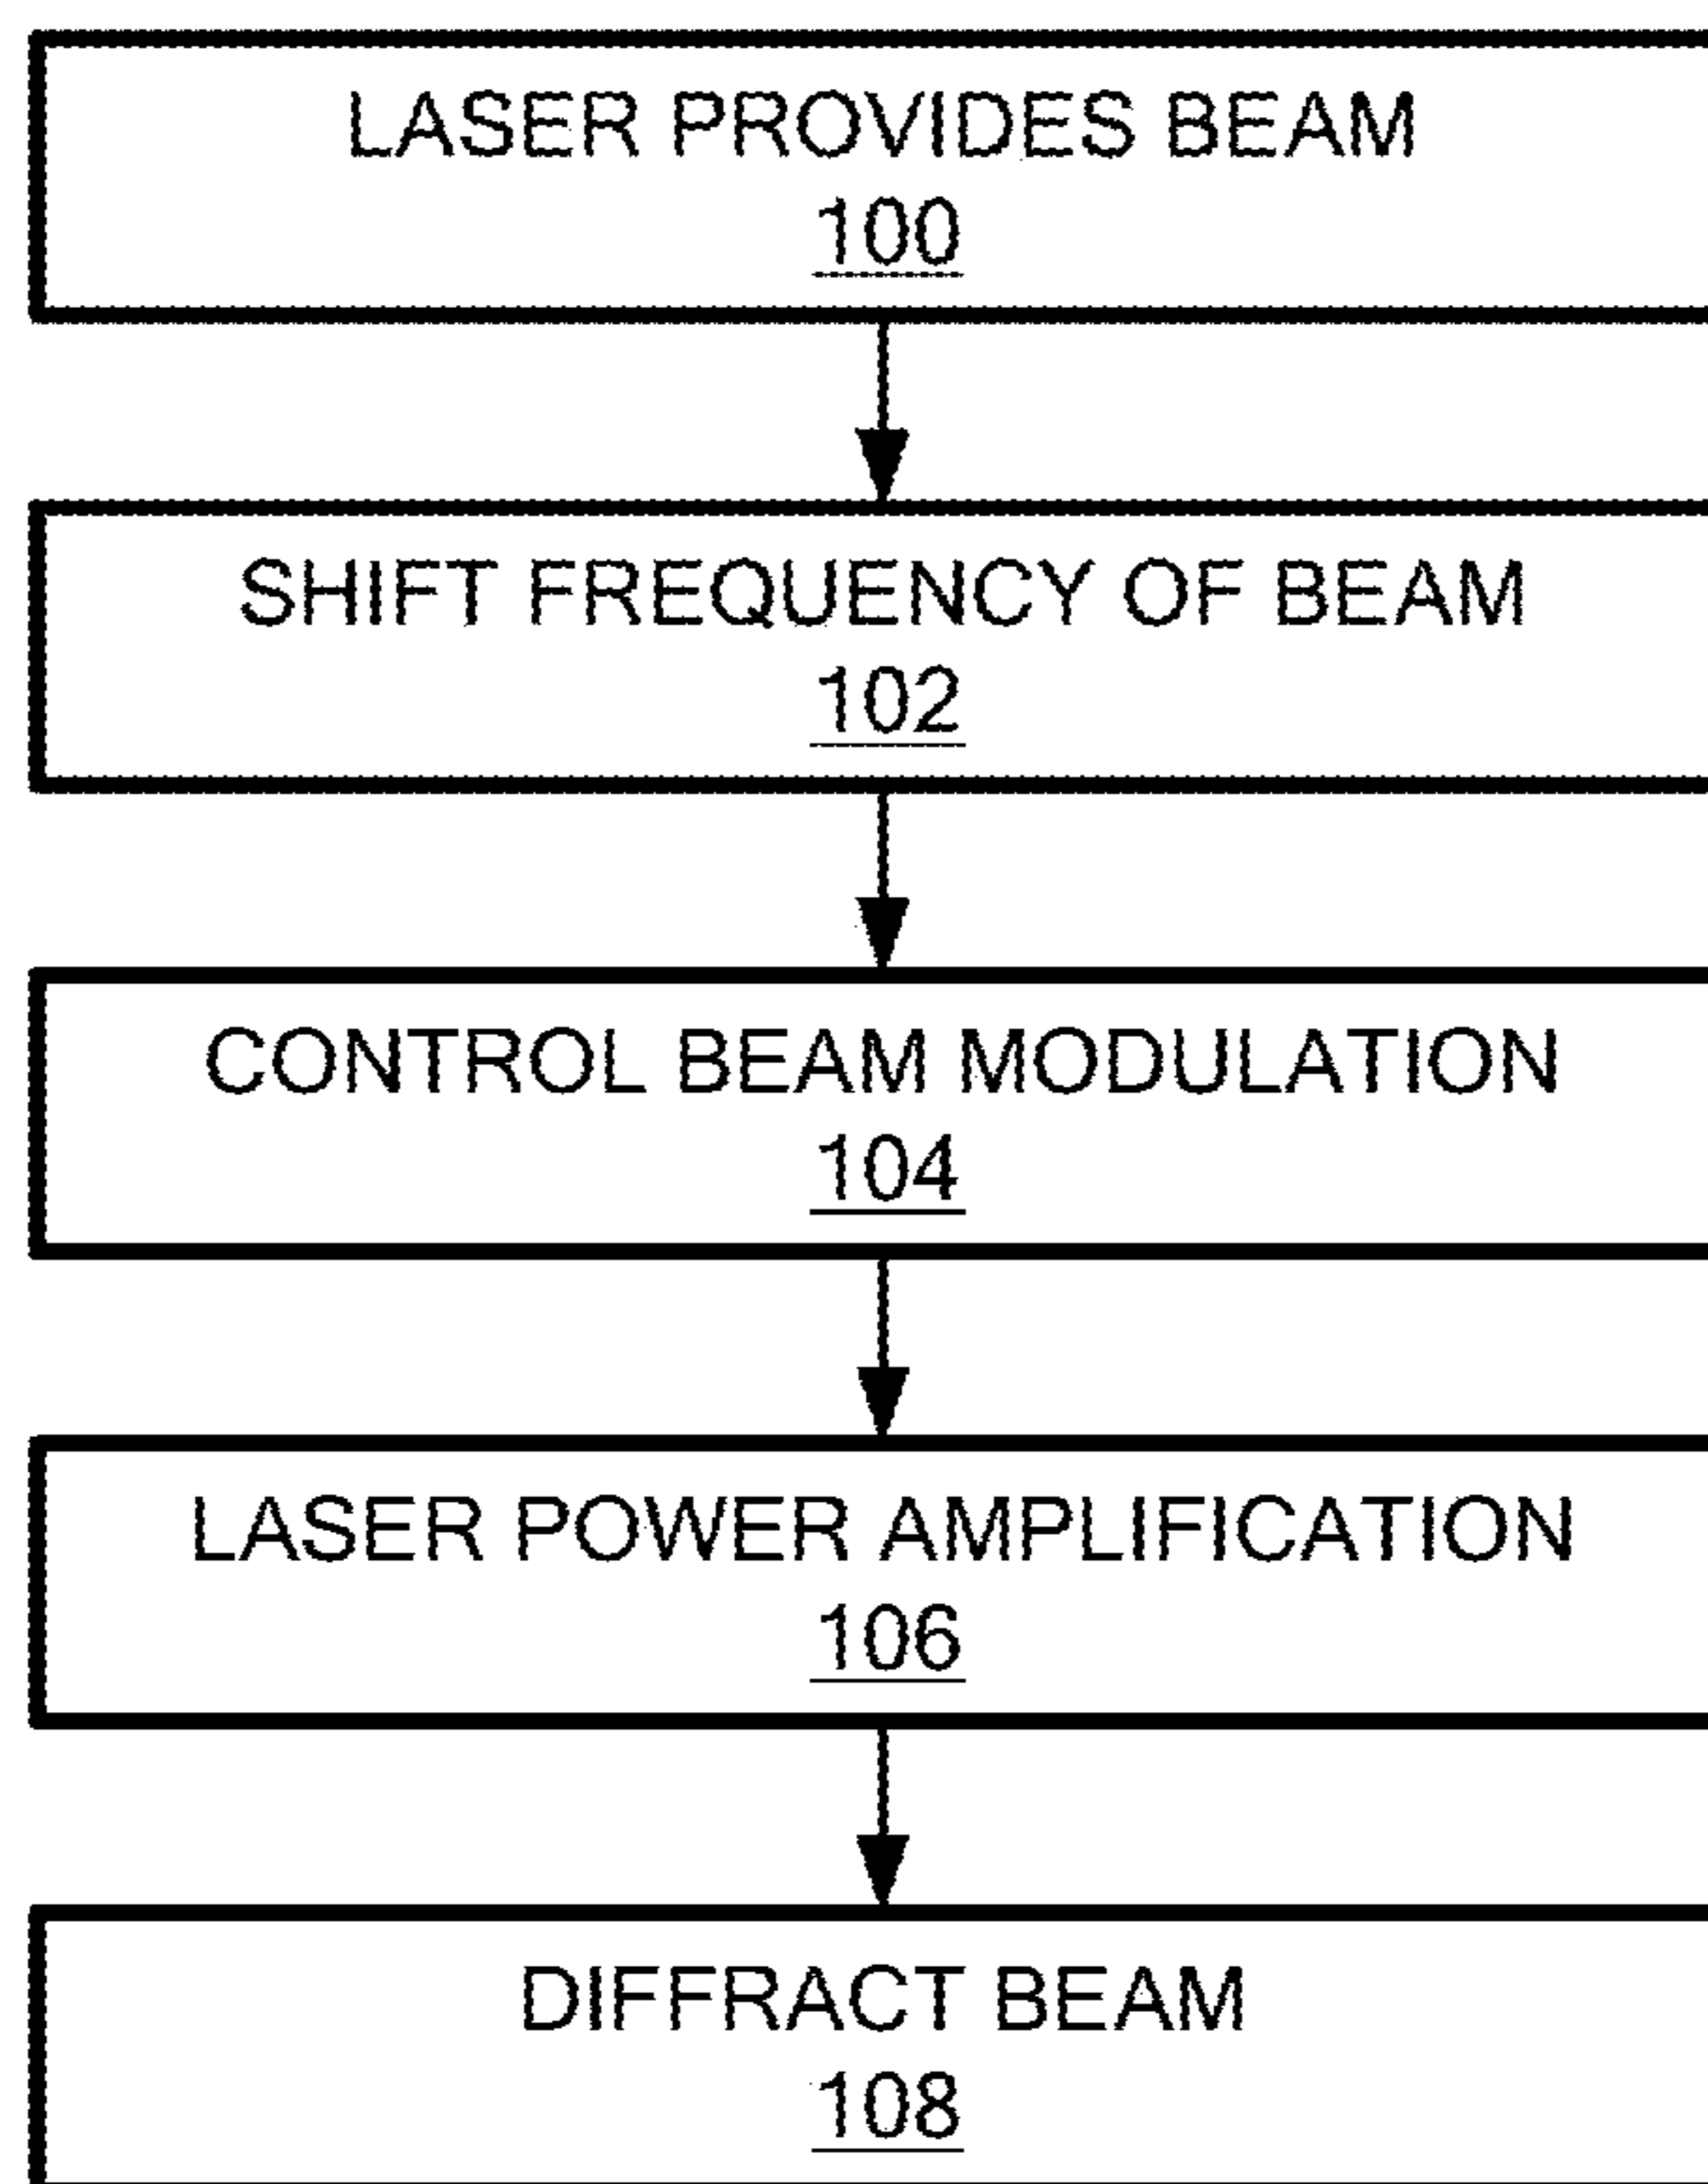 LASER PROVIDES BEAM
100
SHIFT FREQUENCY OF BEAM
102
CONTROL BEAM MODULATION
104
LASER POWER AMPLIFICATION
106
DIFFRACT BEAM
108